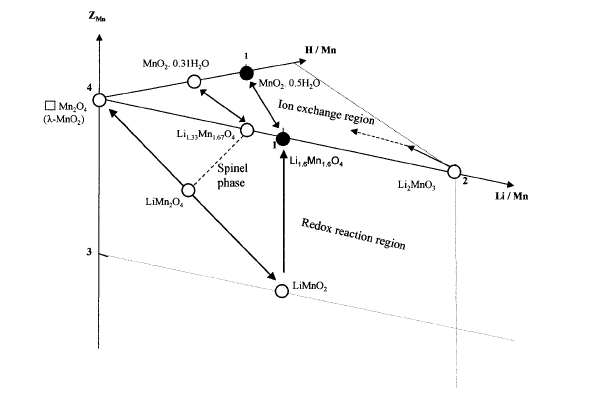 Z_Mn
H / Mn
1
MnO₂. 0.31H₂O
MnO₂. 0.5H₂O
4
□ Mn₂O₄
(λ-MnO₂)
Ion exchange region
Li₁.₃₃Mn₁.₆₇O₄
1
Li₁.₆Mn₁.₆O₄
Spinel
phase
2
Li₂MnO₃
Li / Mn
LiMn₂O₄
Redox reaction region
3
LiMnO₂